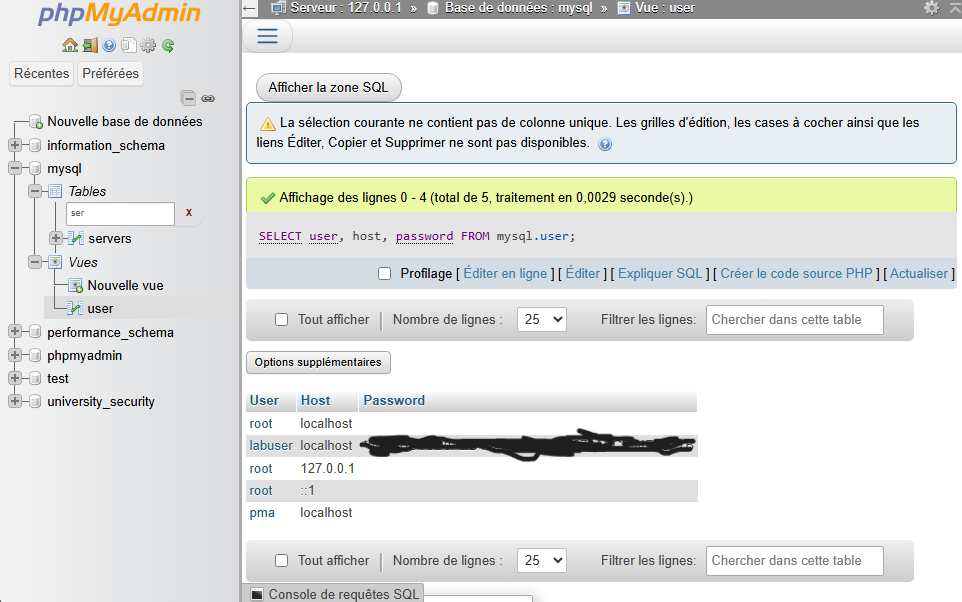 phpMyAdmin
Récentes Préférées
Nouvelle base de données
information_schema
mysql
Tables
ser X
servers
Vues
Nouvelle vue
user
performance_schema
phpmyadmin
test
university_security
Serveur : 127.0.0.1 » Base de données : mysql » Vue : user
Afficher la zone SQL
La sélection courante ne contient pas de colonne unique. Les grilles d'édition, les cases à cocher ainsi que les
liens Éditer, Copier et Supprimer ne sont pas disponibles.
Affichage des lignes 0 - 4 (total de 5, traitement en 0,0029 seconde(s).)
SELECT user, host, password FROM mysql.user;
Profilage [ Éditer en ligne ] [ Éditer ] [ Expliquer SQL ] [ Créer le code source PHP ] [ Actualiser ]
Tout afficher Nombre de lignes : 25 Filtrer les lignes: Chercher dans cette table
Options supplémentaires
User Host Password
root localhost
labuser localhost
root 127.0.0.1
root ::1
pma localhost
Tout afficher Nombre de lignes : 25 Filtrer les lignes: Chercher dans cette table
Console de requêtes SQL